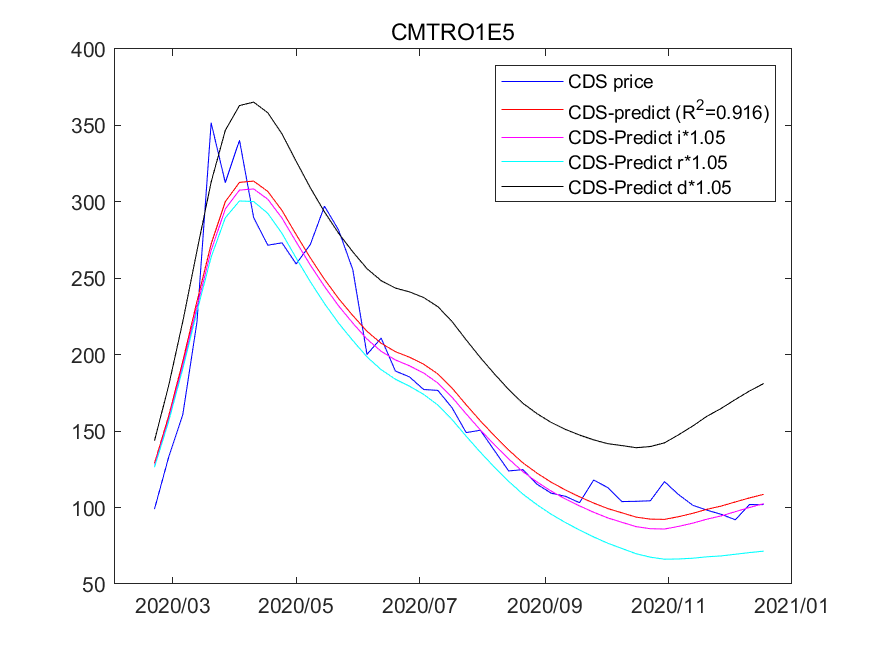 CMTRO1E5
400
350
300
250
200
150
100
50
2020/03 2020/05 2020/07 2020/09 2020/11 2021/01
CDS price
CDS-predict (R²=0.916)
CDS-Predict i*1.05
CDS-Predict r*1.05
CDS-Predict d*1.05